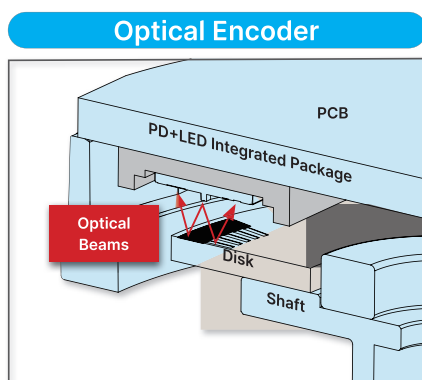 Optical Encoder
PCB
PD+LED Integrated Package
Optical
Beams
Disk
Shaft